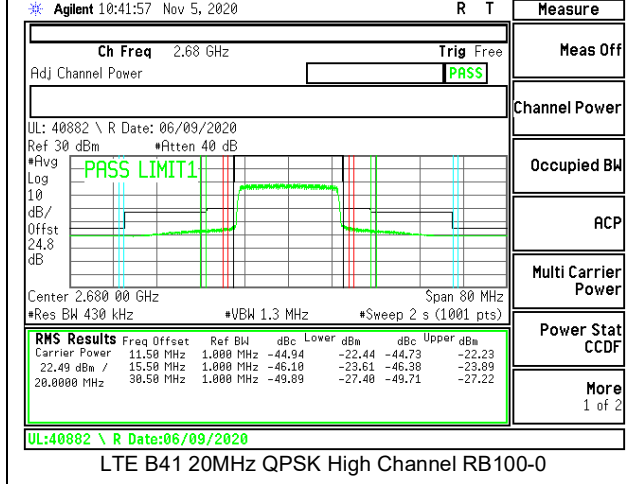 Agilent 10:41:57 Nov 5, 2020 R T
Measure
Ch Freq 2.68 GHz Trig Free
Meas Off
Adj Channel Power PASS
Channel Power
UL: 40882 \ R Date: 06/09/2020
Ref 30 dBm #Atten 40 dB
#Avg
PASS LIMIT1
Log
10
dB/
Offst
24.8
dB
Occupied BW
ACP
Multi Carrier
Power
Center 2.680 00 GHz Span 80 MHz
#Res BW 430 kHz #VBW 1.3 MHz #Sweep 2 s (1001 pts)
Power Stat
CCDF
RMS Results Freq Offset Ref BW dBc Lower dBm dBc Upper dBm
Carrier Power 11.50 MHz 1.000 MHz -44.94 -22.44 -44.73 -22.23
22.49 dBm / 15.50 MHz 1.000 MHz -46.10 -23.61 -46.38 -23.89
20.0000 MHz 30.50 MHz 1.000 MHz -49.89 -27.40 -49.71 -27.22
More
1 of 2
UL:40882 \ R Date:06/09/2020
LTE B41 20MHz QPSK High Channel RB100-0